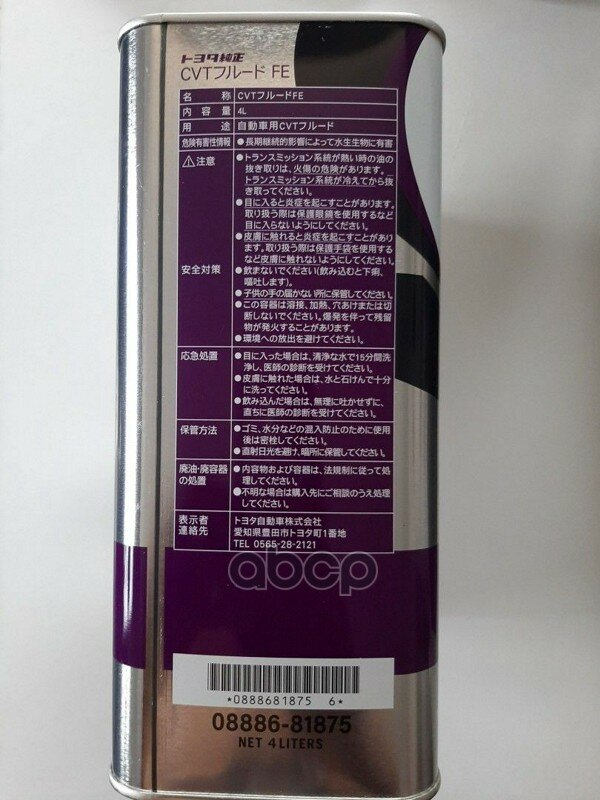 トヨタ純正
CVTフルード FE
名称 CVTフルードFE
内容量 4L
用途 自動車用CVTフルード
危険有害性情報 ●長期継続的影響によって水生生物に有害
⚠注意 ●トランスミッション系統が熱い時の油の
抜き取りは、火傷の危険があります。
トランスミッション系統が冷えてから抜
き取ってください。
●目に入ると炎症を起こすことがあります。
取り扱う際は保護眼鏡を使用するなど
目に入らないようにしてください。
●皮膚に触れると炎症を起こすことがあり
ます。取り扱う際は保護手袋を使用する
など皮膚に触れないようにしてください。
安全対策 ●飲まないでください(飲み込むと下痢、
嘔吐します)。
●子供の手の届かない所に保管してください。
●この容器は溶接、加熱、穴あけまたは切
断しないでください。爆発を伴って残留
物が発火することがあります。
●環境への放出を避けてください。
応急処置 ●目に入った場合は、清浄な水で15分間洗
浄し、医師の診断を受けてください。
●皮膚に触れた場合は、水と石けんで十分
に洗ってください。
●飲み込んだ場合は、無理に吐かせずに、
直ちに医師の診断を受けてください。
保管方法 ●ゴミ、水分などの混入防止のために使用
後は密栓してください。
●直射日光を避け、暗所に保管してください。
廃油・廃容器 ●内容物および容器は、法規制に従って処
の処置 理してください。
●不明な場合は購入先にご相談のうえ処理
してください。
表示者 トヨタ自動車株式会社
連絡先 愛知県豊田市トヨタ町1番地
TEL 0565-28-2121
abcp
*0888681875 6*
08886-81875
NET 4 LITERS